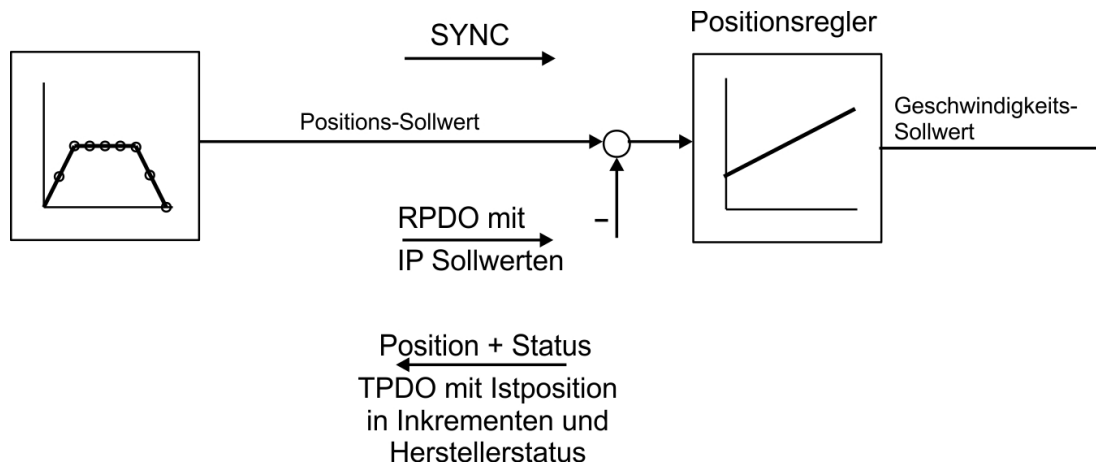 Positionsregler
SYNC
Positions-Sollwert
Geschwindigkeits-
Sollwert
RPDO mit
IP Sollwerten
–
Position + Status
TPDO mit Istposition
in Inkrementen und
Herstellerstatus